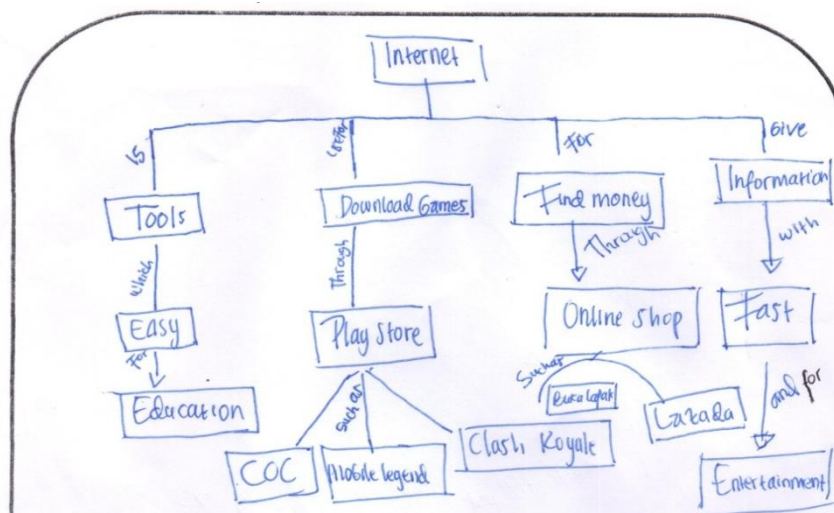 Internet
Is
For
Give
Tools
Download Games
Find money
Information
Which
Through
Through
with
Easy
Play Store
Online shop
Fast
For
such as
Such as
and for
Education
Buka lapak
Lazada
COC
Mobile legend
Clash Royale
Entertainment